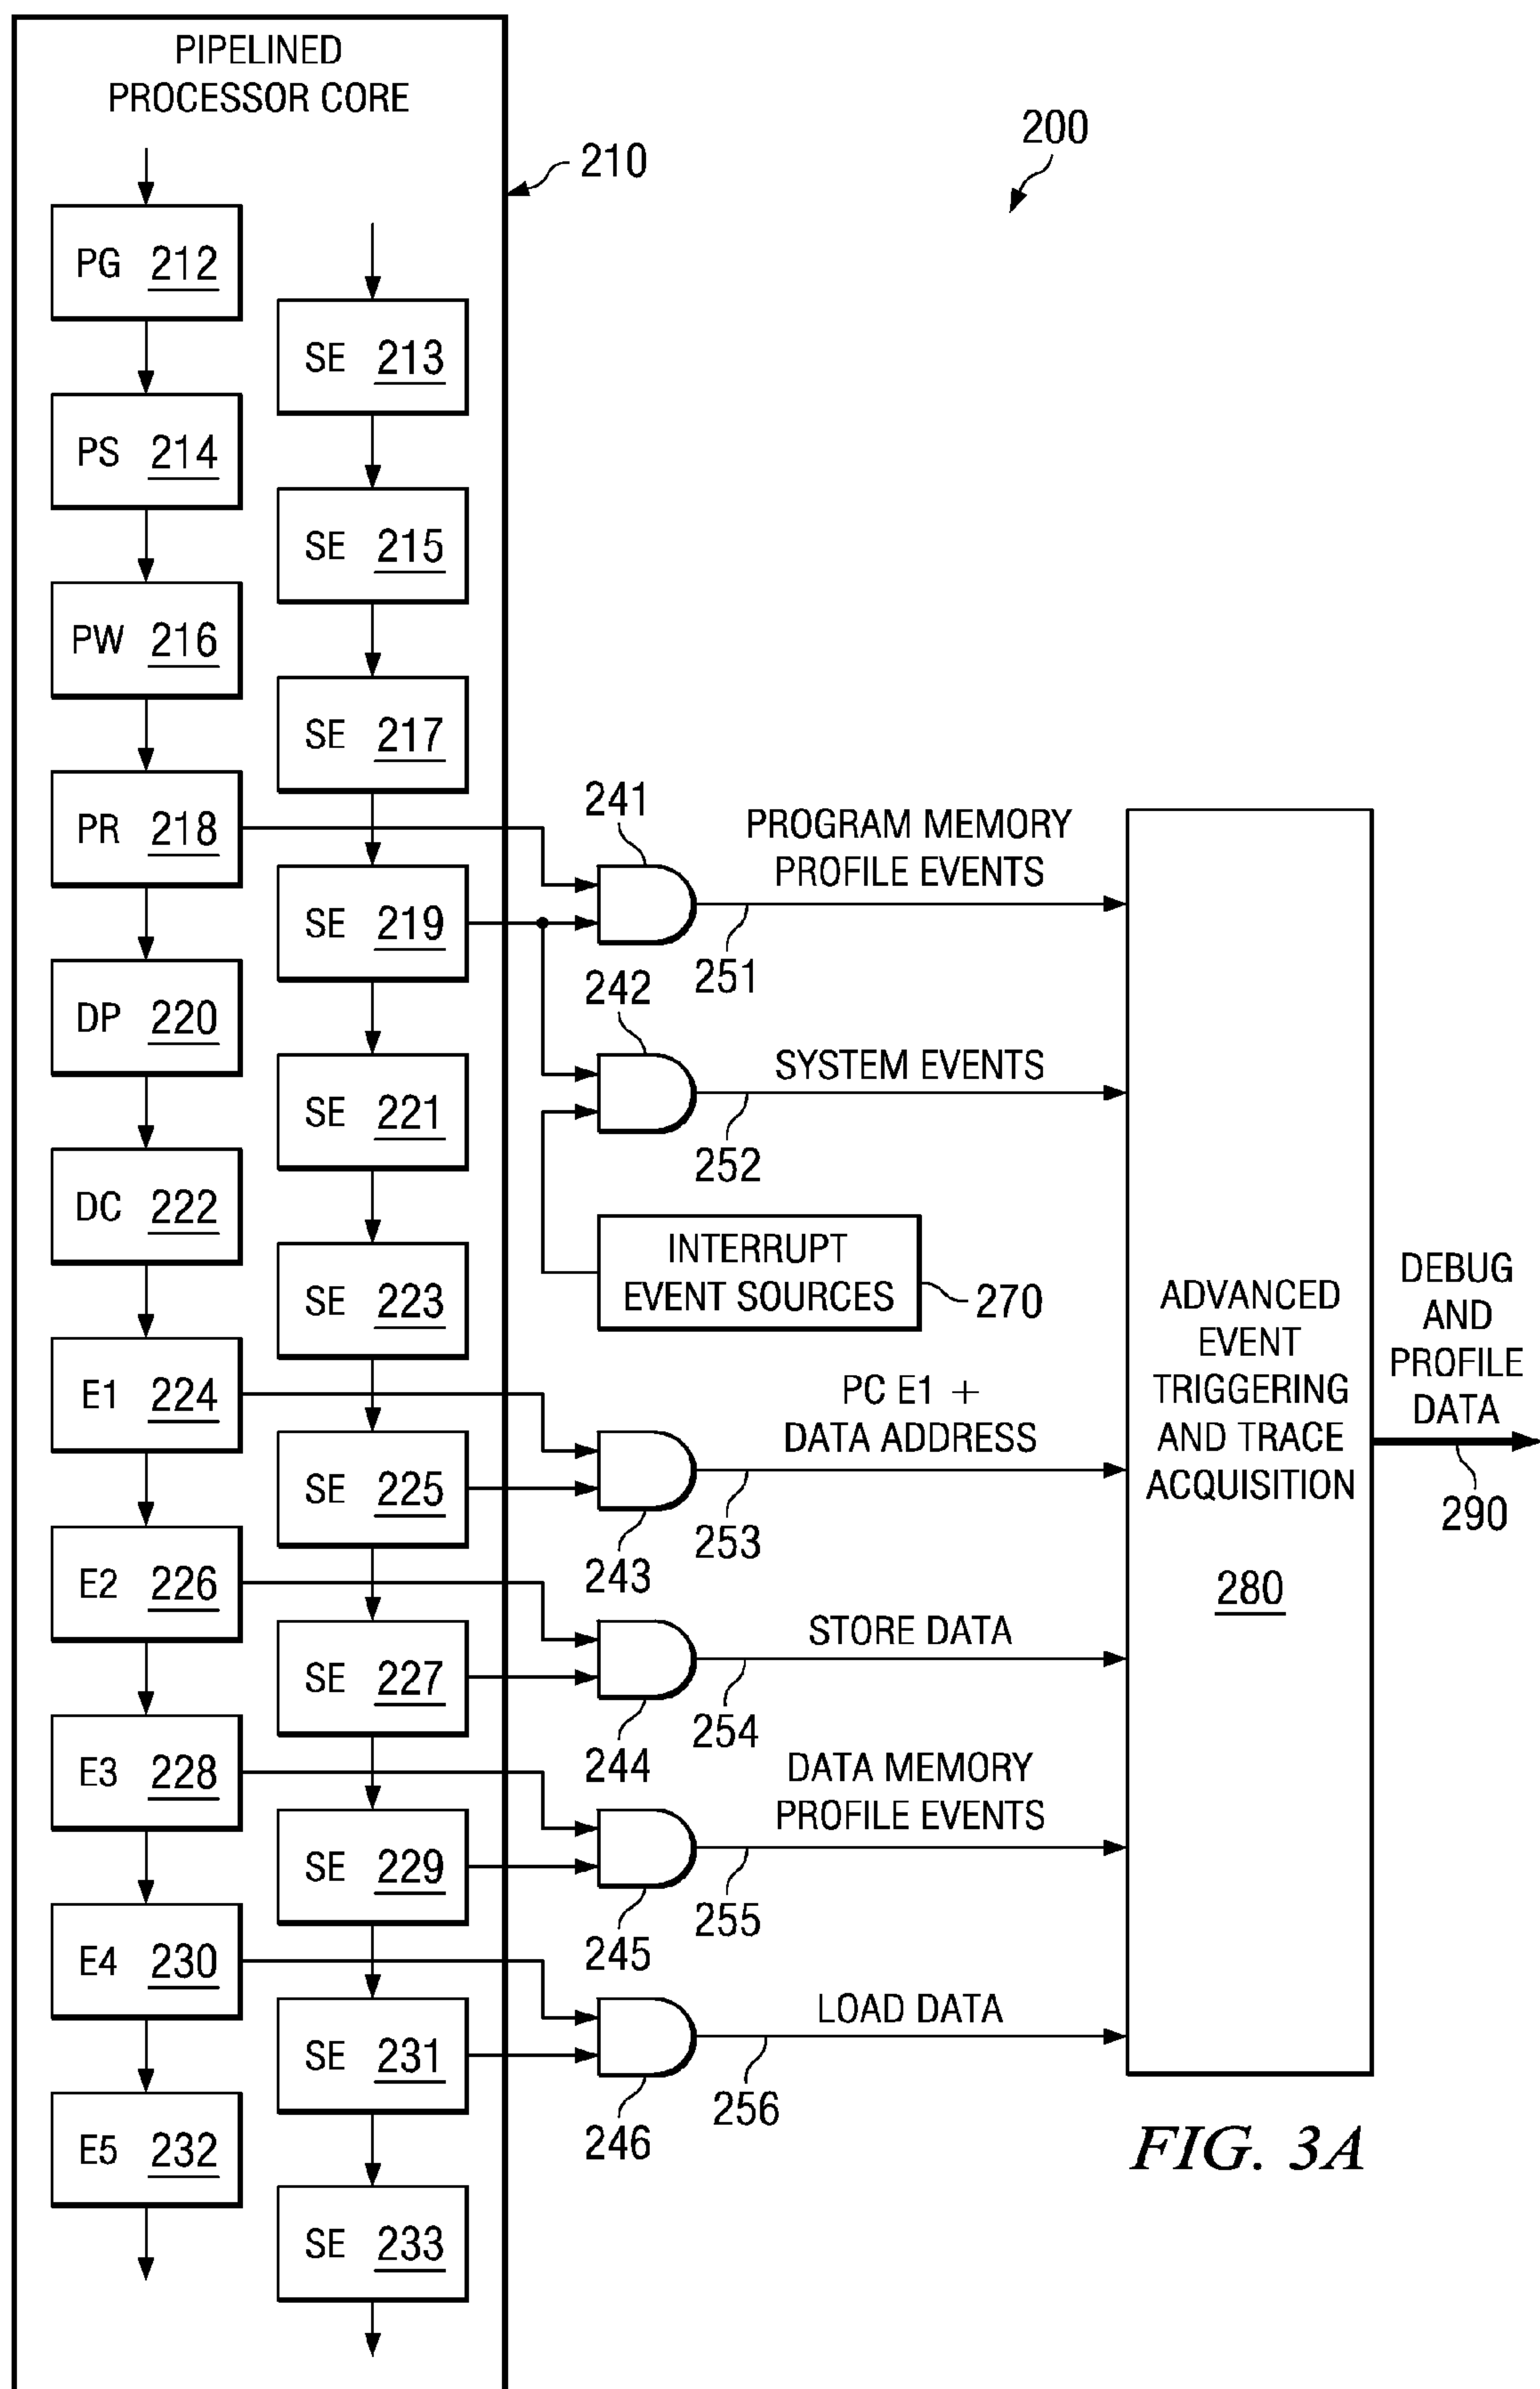 PIPELINED
PROCESSOR CORE
200
210
PG 212
SE 213
PS 214
SE 215
PW 216
SE 217
PR 218
SE 219
DP 220
SE 221
DC 222
SE 223
E1 224
SE 225
E2 226
SE 227
E3 228
SE 229
E4 230
SE 231
E5 232
SE 233
241
PROGRAM MEMORY
PROFILE EVENTS
251
242
SYSTEM EVENTS
252
INTERRUPT
EVENT SOURCES
270
PC E1 +
DATA ADDRESS
243
253
STORE DATA
244
254
DATA MEMORY
PROFILE EVENTS
245
255
LOAD DATA
246
256
ADVANCED
EVENT
TRIGGERING
AND TRACE
ACQUISITION
280
DEBUG
AND
PROFILE
DATA
290
FIG. 3A